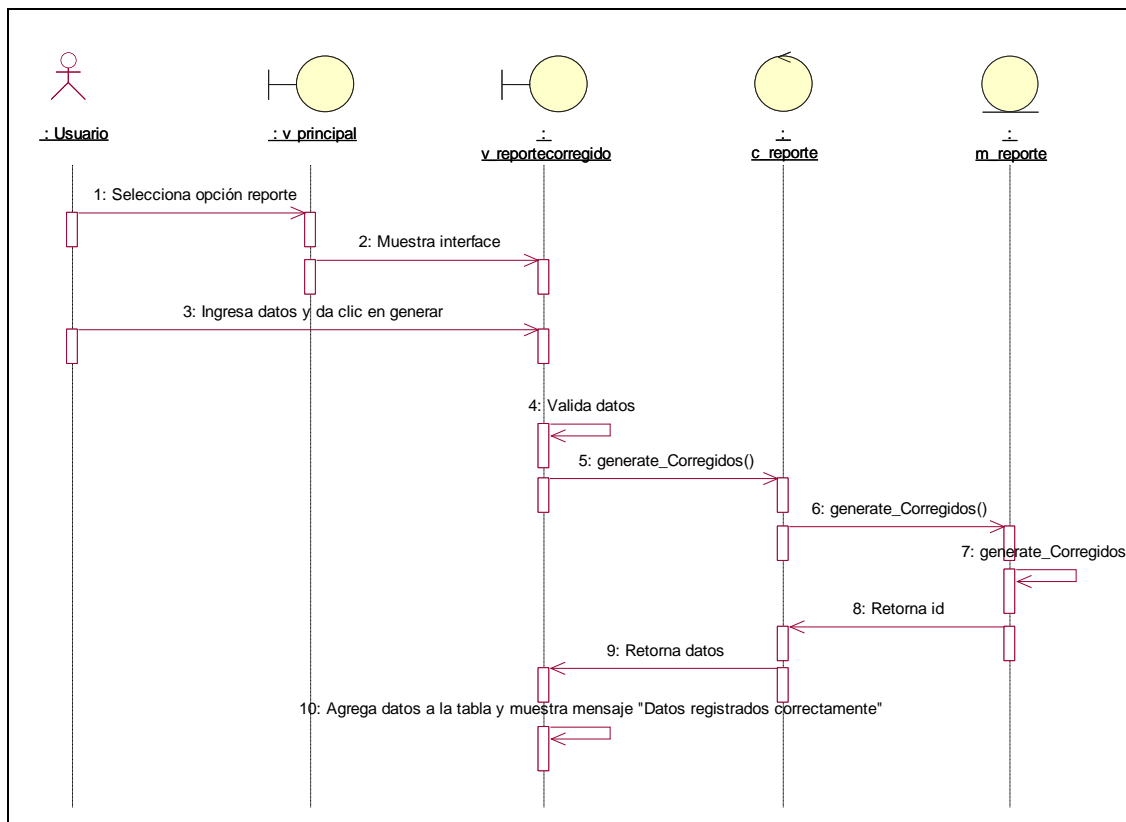 : Usuario
: v_principal
:
v_reportecorregido
:
c_reporte
:
m_reporte
1: Selecciona opción reporte
2: Muestra interface
3: Ingresa datos y da clic en generar
4: Valida datos
5: generate_Corregidos()
6: generate_Corregidos()
7: generate_Corregidos
8: Retorna id
9: Retorna datos
10: Agrega datos a la tabla y muestra mensaje "Datos registrados correctamente"